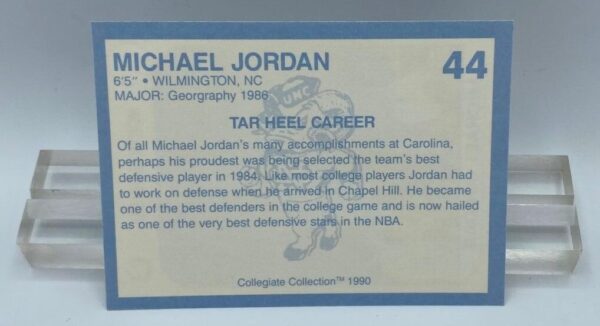 MICHAEL JORDAN
44
6'5" • WILMINGTON, NC
MAJOR: Georgraphy 1986
UNC
TAR HEEL CAREER
Of all Michael Jordan's many accomplishments at Carolina,
perhaps his proudest was being selected the team's best
defensive player in 1984. Like most college players Jordan had
to work on defense when he arrived in Chapel Hill. He became
one of the best defenders in the college game and is now hailed
as one of the very best defensive stars in the NBA.
Collegiate Collection™ 1990